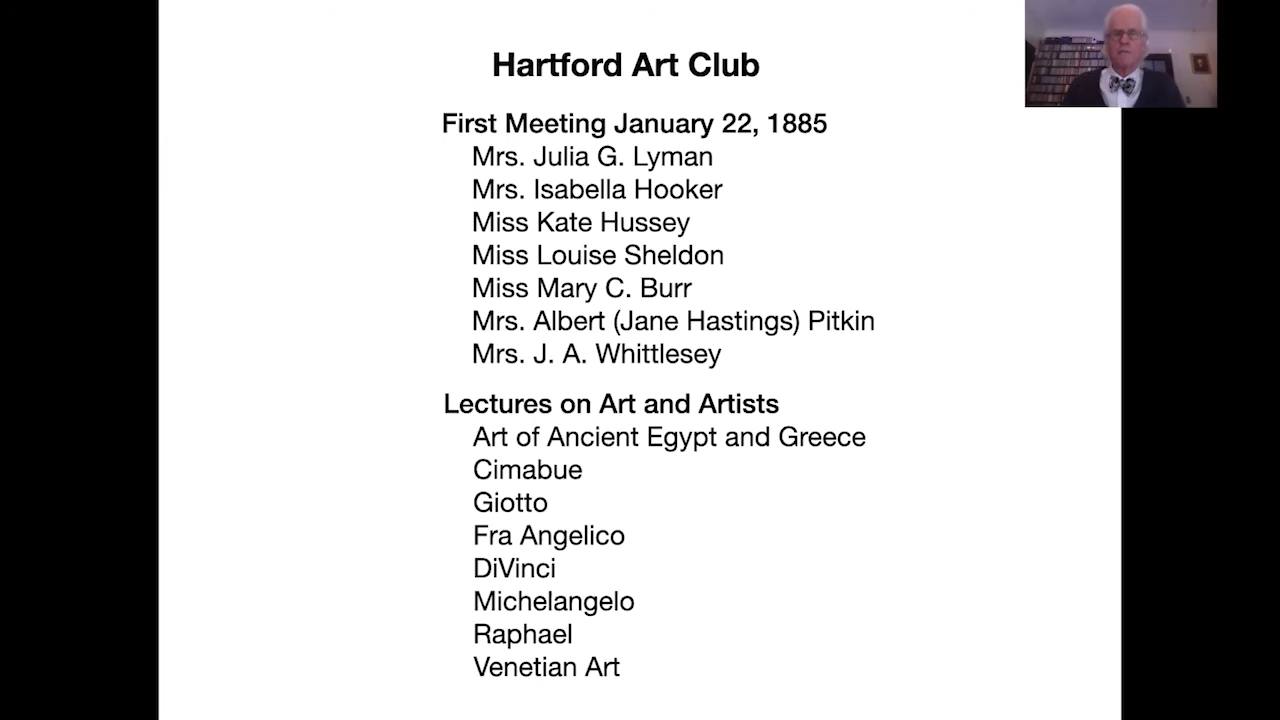 Hartford Art Club
First Meeting January 22, 1885
Mrs. Julia G. Lyman
Mrs. Isabella Hooker
Miss Kate Hussey
Miss Louise Sheldon
Miss Mary C. Burr
Mrs. Albert (Jane Hastings) Pitkin
Mrs. J. A. Whittlesey
Lectures on Art and Artists
Art of Ancient Egypt and Greece
Cimabue
Giotto
Fra Angelico
DiVinci
Michelangelo
Raphael
Venetian Art